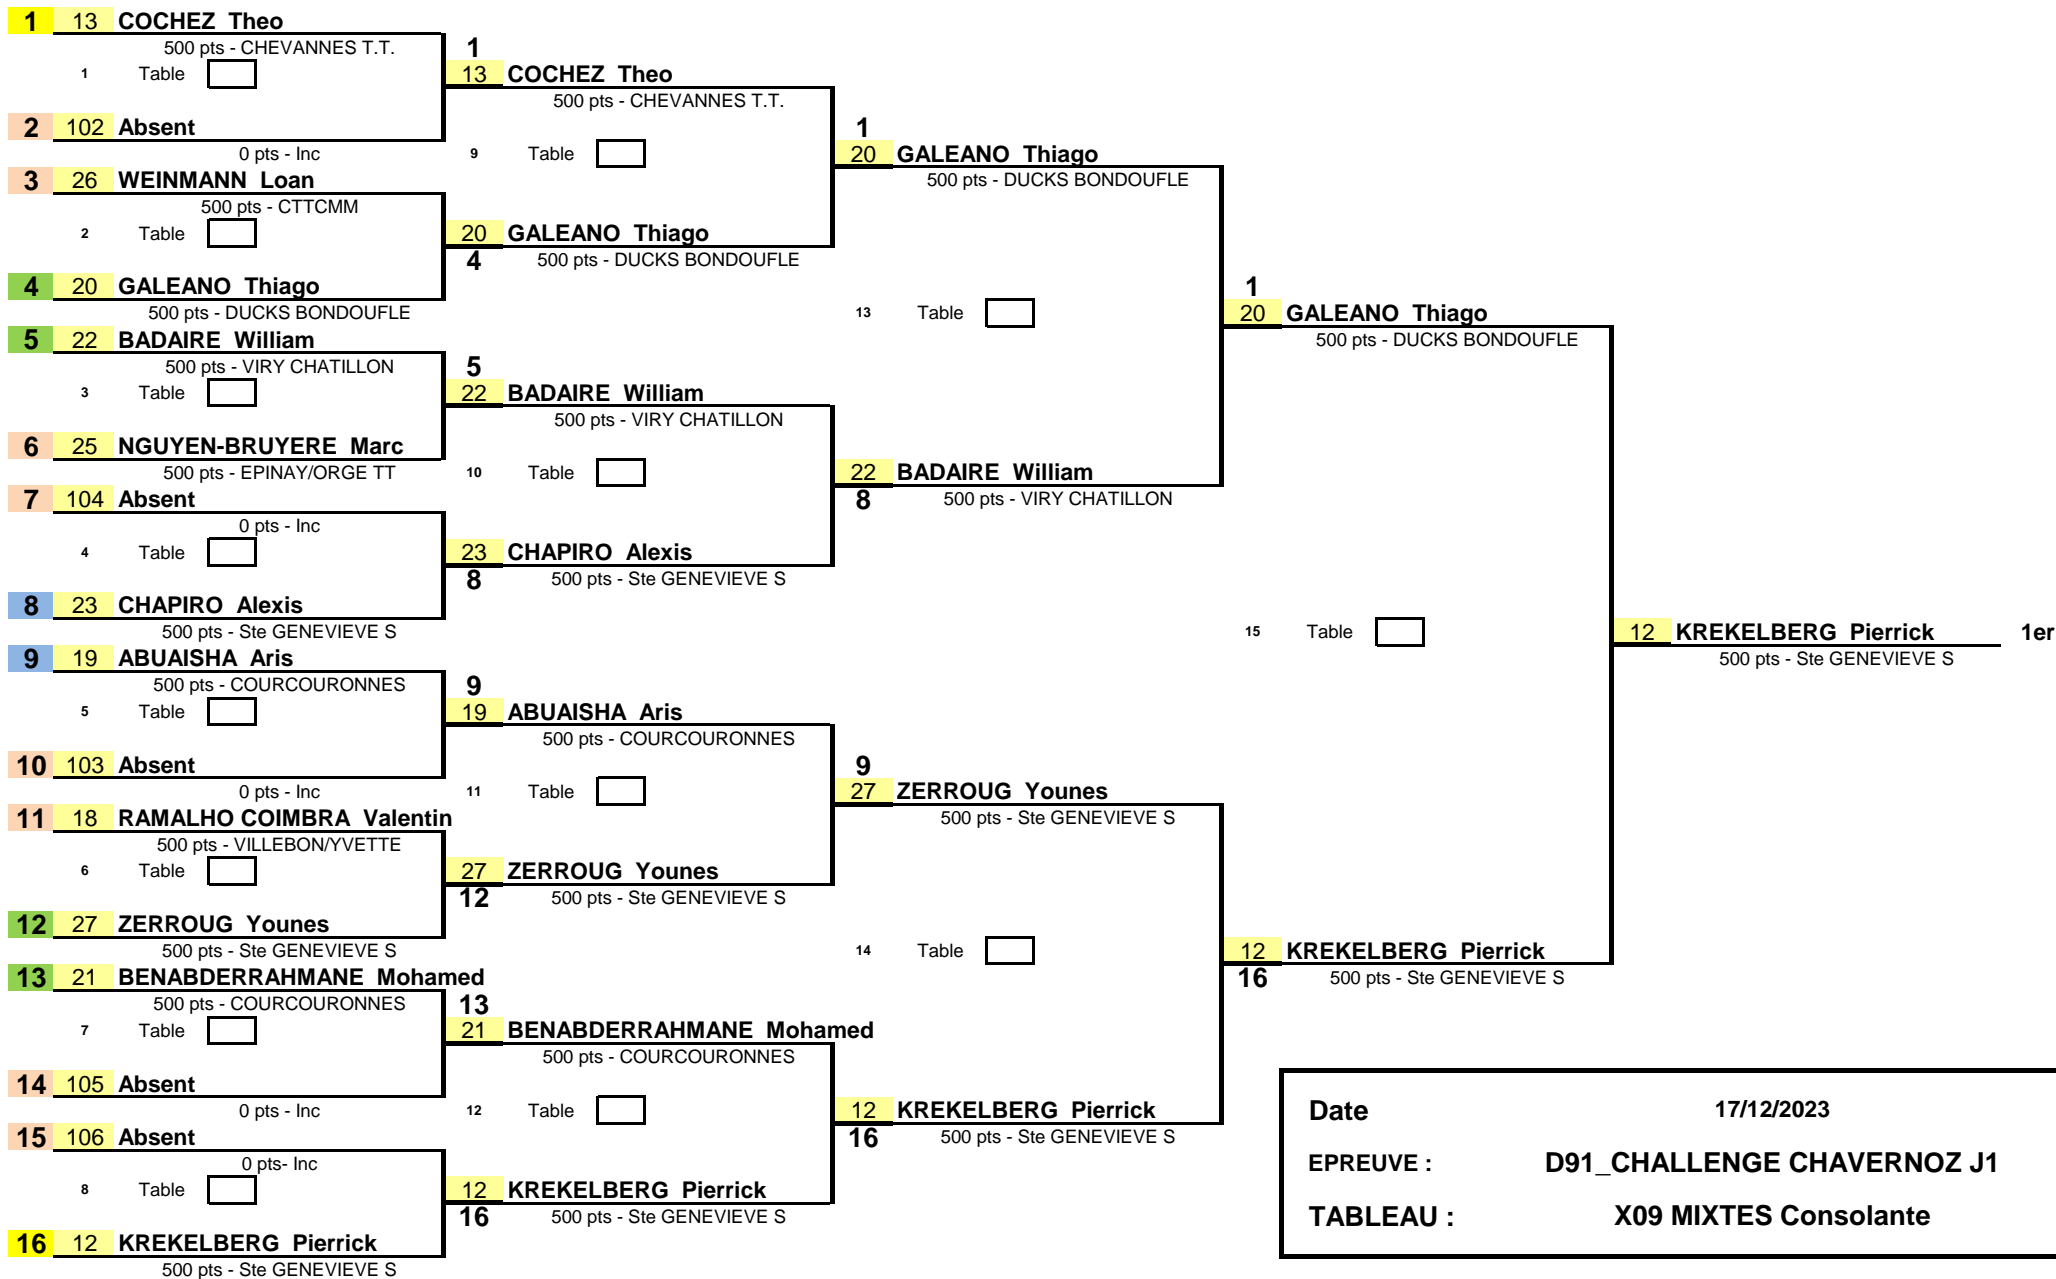 1 13 COCHEZ Theo
500 pts - CHEVANNES T.T.
1 Table
2 102 Absent
0 pts - Inc
3 26 WEINMANN Loan
500 pts - CTTCMM
2 Table
4 20 GALEANO Thiago
500 pts - DUCKS BONDOUFLE
5 22 BADAIRE William
500 pts - VIRY CHATILLON
3 Table
6 25 NGUYEN-BRUYERE Marc
500 pts - EPINAY/ORGE TT
7 104 Absent
0 pts - Inc
4 Table
8 23 CHAPIRO Alexis
500 pts - Ste GENEVIEVE S
9 19 ABUAISHA Aris
500 pts - COURCOURONNES
5 Table
10 103 Absent
0 pts - Inc
11 18 RAMALHO COIMBRA Valentin
500 pts - VILLEBON/YVETTE
6 Table
12 27 ZERROUG Younes
500 pts - Ste GENEVIEVE S
13 21 BENABDERRAHMANE Mohamed
500 pts - COURCOURONNES
7 Table
14 105 Absent
0 pts - Inc
15 106 Absent
0 pts- Inc
8 Table
16 12 KREKELBERG Pierrick
500 pts - Ste GENEVIEVE S
1
13 COCHEZ Theo
500 pts - CHEVANNES T.T.
9 Table
20 GALEANO Thiago
4 500 pts - DUCKS BONDOUFLE
5
22 BADAIRE William
500 pts - VIRY CHATILLON
10 Table
23 CHAPIRO Alexis
8 500 pts - Ste GENEVIEVE S
9
19 ABUAISHA Aris
500 pts - COURCOURONNES
11 Table
27 ZERROUG Younes
12 500 pts - Ste GENEVIEVE S
13
21 BENABDERRAHMANE Mohamed
500 pts - COURCOURONNES
12 Table
12 KREKELBERG Pierrick
16 500 pts - Ste GENEVIEVE S
1
20 GALEANO Thiago
500 pts - DUCKS BONDOUFLE
13 Table
22 BADAIRE William
8 500 pts - VIRY CHATILLON
9
27 ZERROUG Younes
500 pts - Ste GENEVIEVE S
14 Table
12 KREKELBERG Pierrick
16 500 pts - Ste GENEVIEVE S
1
20 GALEANO Thiago
500 pts - DUCKS BONDOUFLE
15 Table
12 KREKELBERG Pierrick
16 500 pts - Ste GENEVIEVE S
12 KREKELBERG Pierrick 1er
500 pts - Ste GENEVIEVE S
Date 17/12/2023
EPREUVE : D91_CHALLENGE CHAVERNOZ J1
TABLEAU : X09 MIXTES Consolante